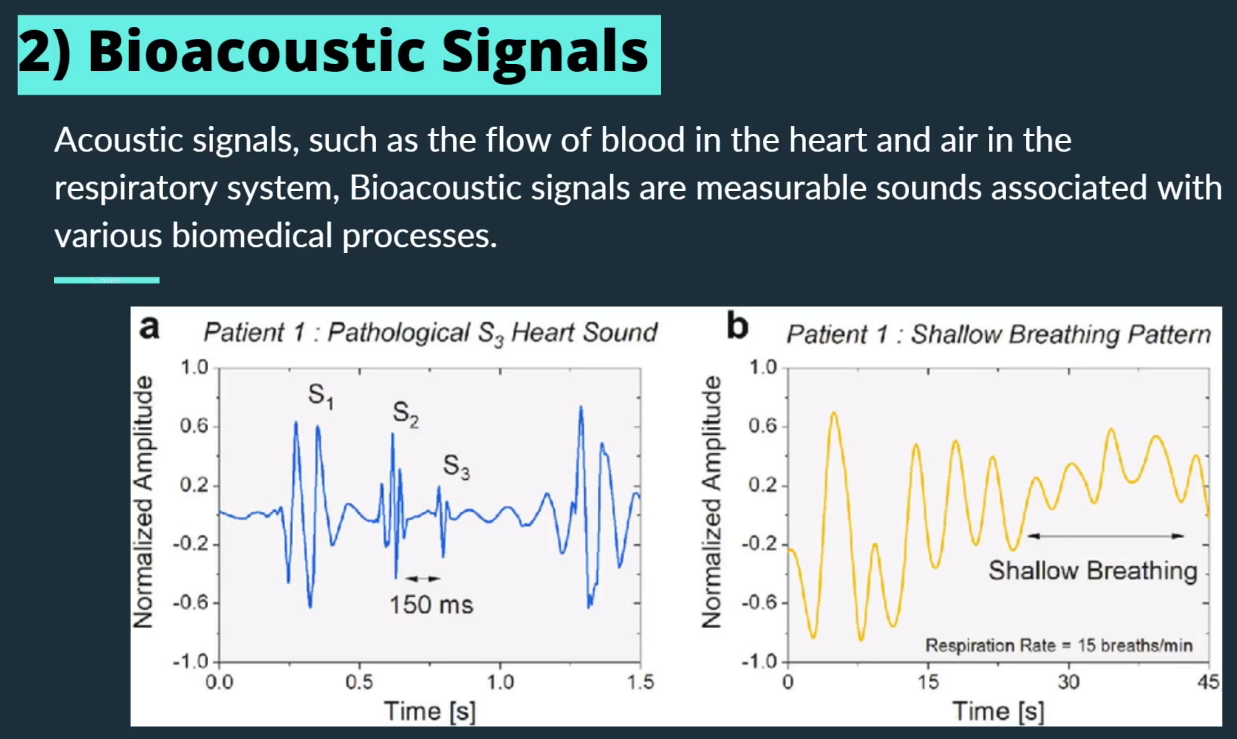 2) Bioacoustic Signals
Acoustic signals, such as the flow of blood in the heart and air in the
respiratory system, Bioacoustic signals are measurable sounds associated with
various biomedical processes.
a Patient 1 : Pathological S₃ Heart Sound
Normalized Amplitude
1.0
0.6
0.2
-0.2
-0.6
-1.0
S₁
S₂
S₃
150 ms
0.0 0.5 1.0 1.5
Time [s]
b Patient 1 : Shallow Breathing Pattern
Normalized Amplitude
1.0
0.6
0.2
-0.2
-0.6
-1.0
Shallow Breathing
Respiration Rate = 15 breaths/min
0 15 30 45
Time [s]